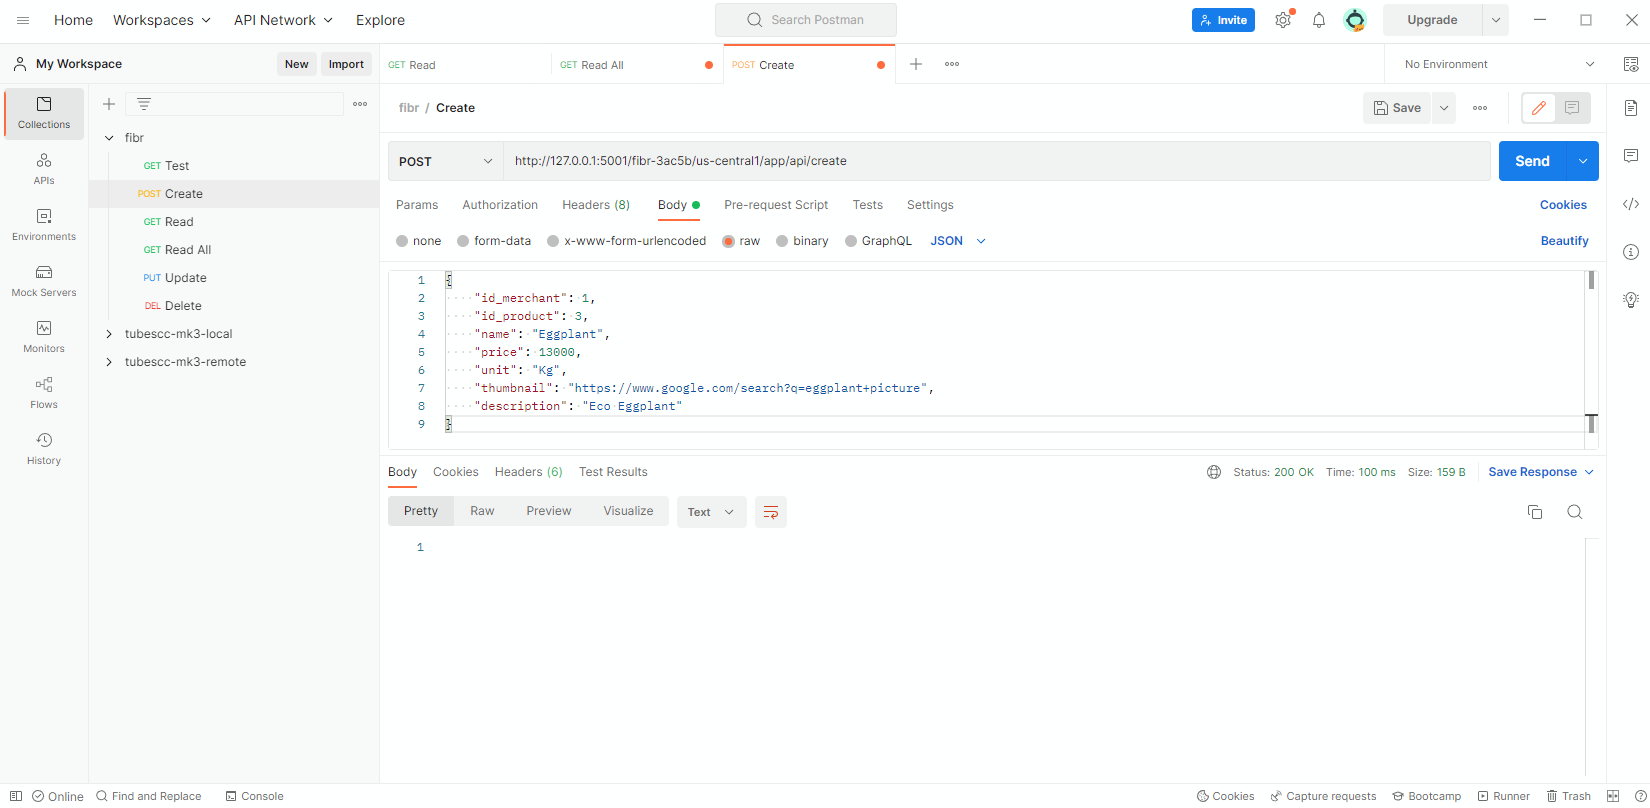 Home Workspaces API Network Explore Search Postman Invite Upgrade
My Workspace New Import GET Read GET Read All POST Create No Environment
Collections
APIs
Environments
Mock Servers
Monitors
Flows
History
fibr
GET Test
POST Create
GET Read
GET Read All
PUT Update
DEL Delete
tubescc-mk3-local
tubescc-mk3-remote
fibr / Create Save
POST http://127.0.0.1:5001/fibr-3ac5b/us-central1/app/api/create Send
Params Authorization Headers (8) Body Pre-request Script Tests Settings Cookies
none form-data x-www-form-urlencoded raw binary GraphQL JSON Beautify
1 {
2 "id_merchant": 1,
3 "id_product": 3,
4 "name": "Eggplant",
5 "price": 13000,
6 "unit": "Kg",
7 "thumbnail": "https://www.google.com/search?q=eggplant+picture",
8 "description": "Eco Eggplant"
9 }
Body Cookies Headers (6) Test Results Status: 200 OK Time: 100 ms Size: 159 B Save Response
Pretty Raw Preview Visualize Text
1
Online Find and Replace Console Cookies Capture requests Bootcamp Runner Trash